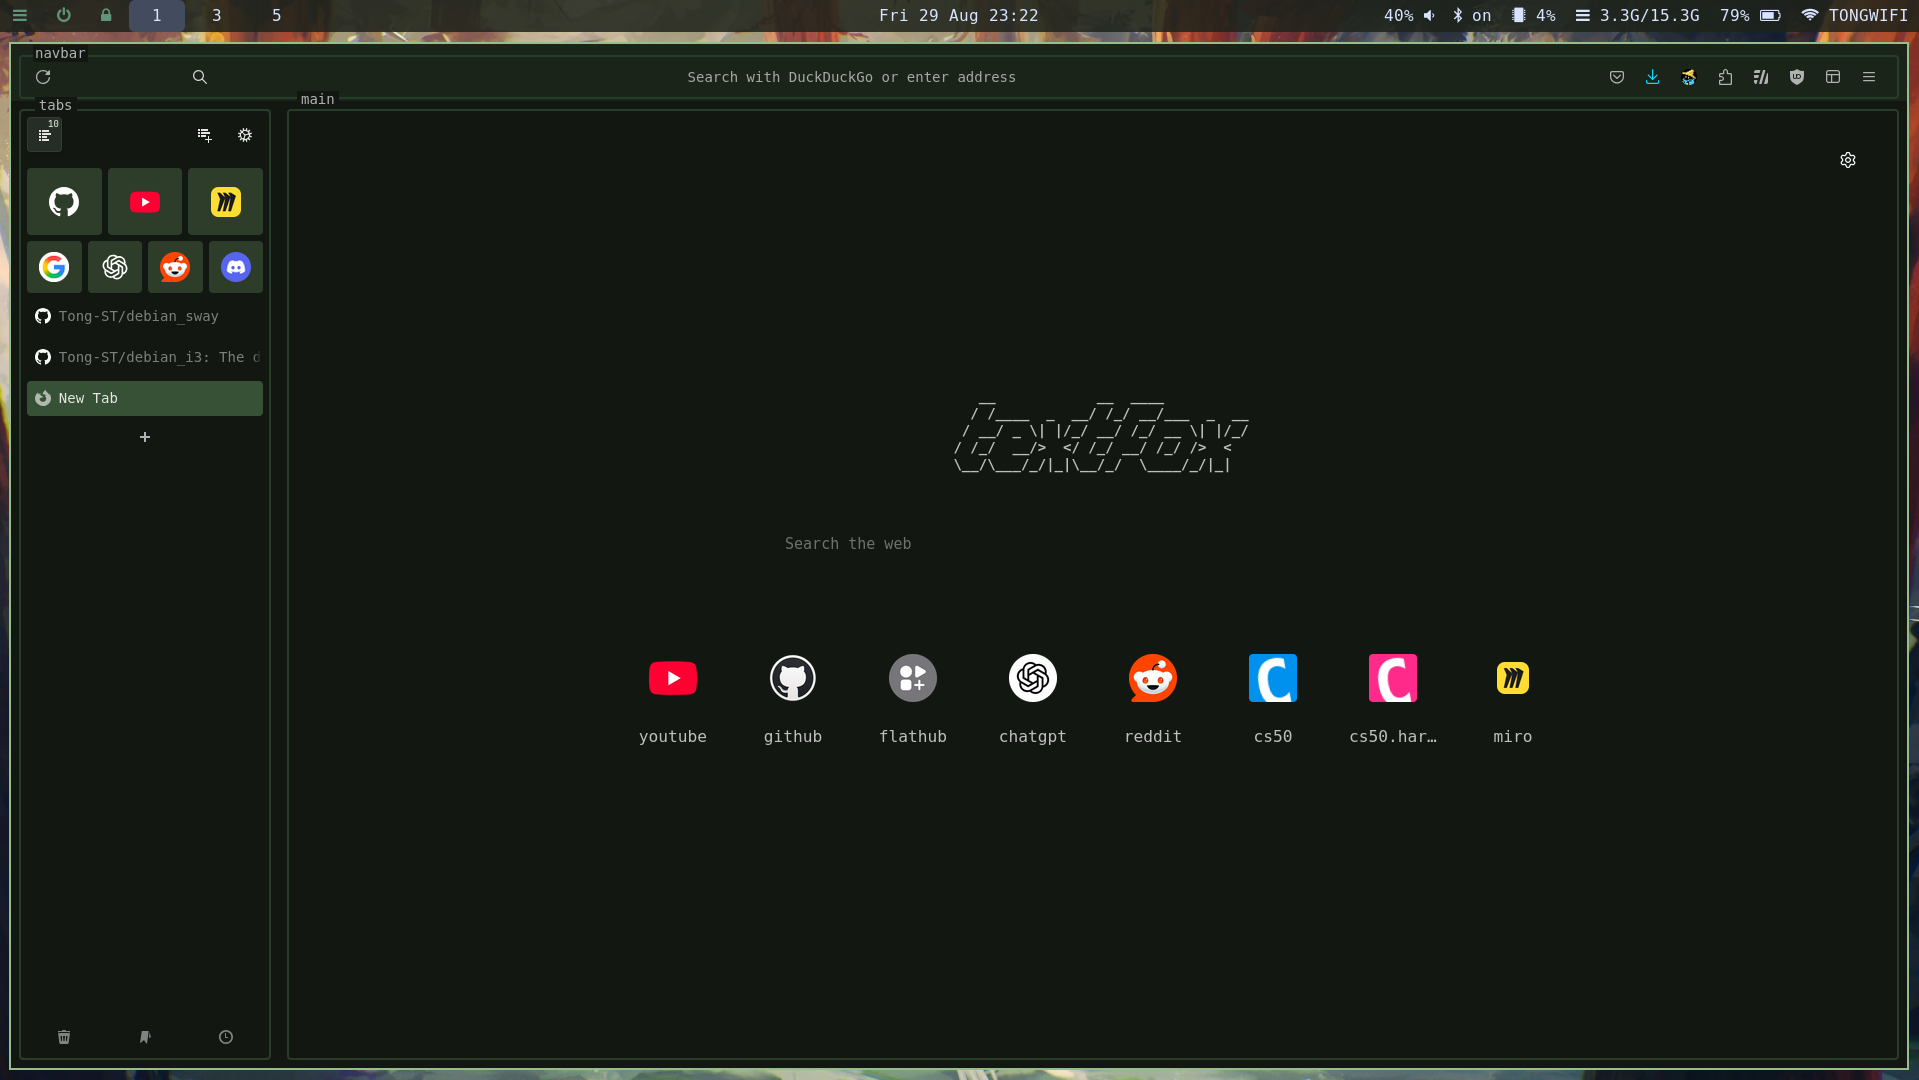 1 3 5 Fri 29 Aug 23:22 40% on 4% 3.3G/15.3G 79% TONGWIFI
navbar
Search with DuckDuckGo or enter address
tabs
main
10
Tong-ST/debian_sway
Tong-ST/debian_i3: The d
New Tab
textfox
Search the web
youtube github flathub chatgpt reddit cs50 cs50.har… miro